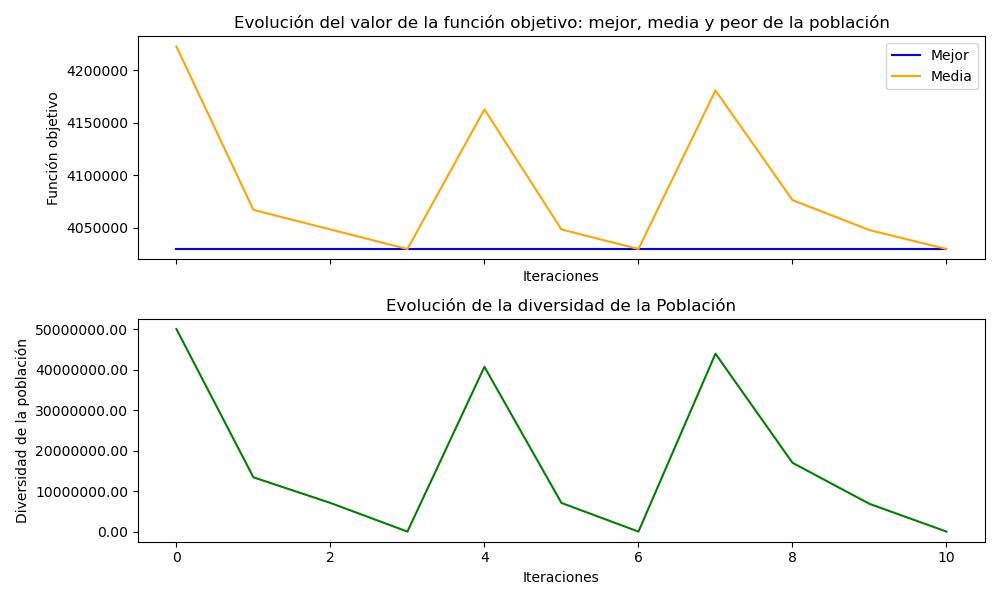 Evolución del valor de la función objetivo: mejor, media y peor de la población
Función objetivo
4200000
4150000
4100000
4050000
Mejor
Media
Iteraciones
Evolución de la diversidad de la Población
Diversidad de la población
50000000.00
40000000.00
30000000.00
20000000.00
10000000.00
0.00
0 2 4 6 8 10
Iteraciones